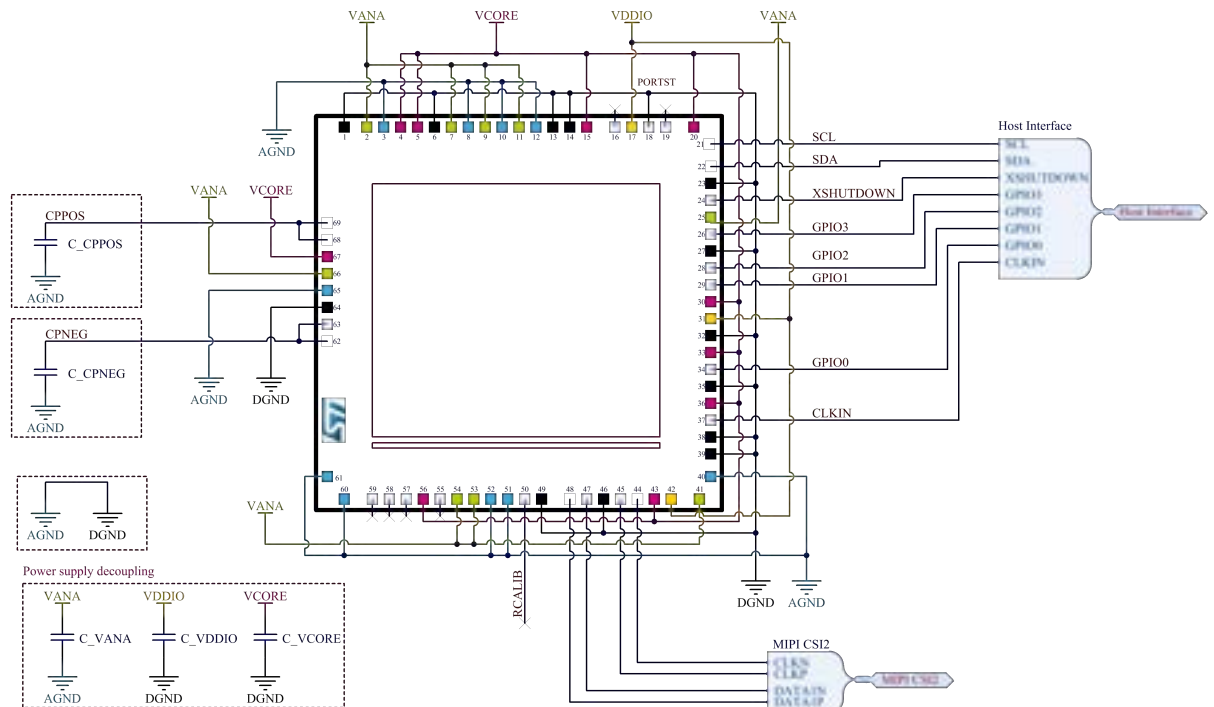 VANA
VCORE
VDDIO
VANA
PORTST
AGND
1 2 3 4 5 6 7 8 9 10 11 12 13 14 15 16 17 18 19 20
Host Interface
21 SCL
SCL
22 SDA
SDA
23
24 XSHUTDOWN
XSHUTDOWN
25
26 GPIO3
GPIO3
27
28 GPIO2
GPIO2
29 GPIO1
GPIO1
GPIO0
CLKIN
Host Interface
30
31
32
33
34 GPIO0
35
36
37 CLKIN
38
39
40
VANA
VCORE
CPPOS
C_CPPOS
AGND
69
68
67
66
65
64
63
62
CPNEG
C_CPNEG
AGND
AGND
DGND
61
60 59 58 57 56 55 54 53 52 51 50 49 48 47 46 45 44 43 42 41
VANA
AGND
DGND
RCALIB
DGND
AGND
Power supply decoupling
VANA
VDDIO
VCORE
C_VANA
C_VDDIO
C_VCORE
AGND
DGND
DGND
MIPI CSI2
CLKN
CLKP
DATA1N
DATA1P
MIPI CSI2